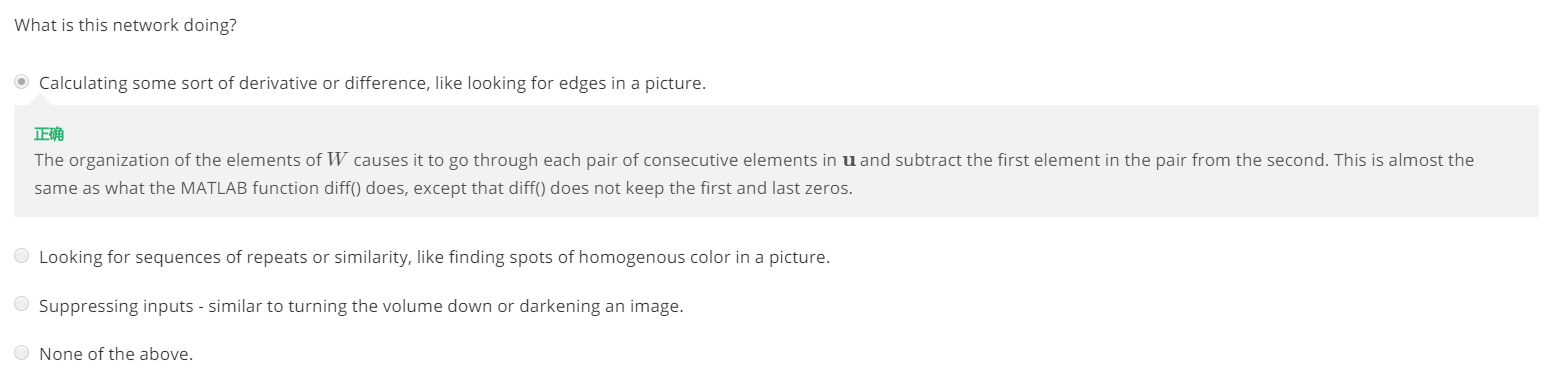 What is this network doing?
Calculating some sort of derivative or difference, like looking for edges in a picture.
正确
The organization of the elements of W causes it to go through each pair of consecutive elements in u and subtract the first element in the pair from the second. This is almost the
same as what the MATLAB function diff() does, except that diff() does not keep the first and last zeros.
Looking for sequences of repeats or similarity, like finding spots of homogenous color in a picture.
Suppressing inputs - similar to turning the volume down or darkening an image.
None of the above.